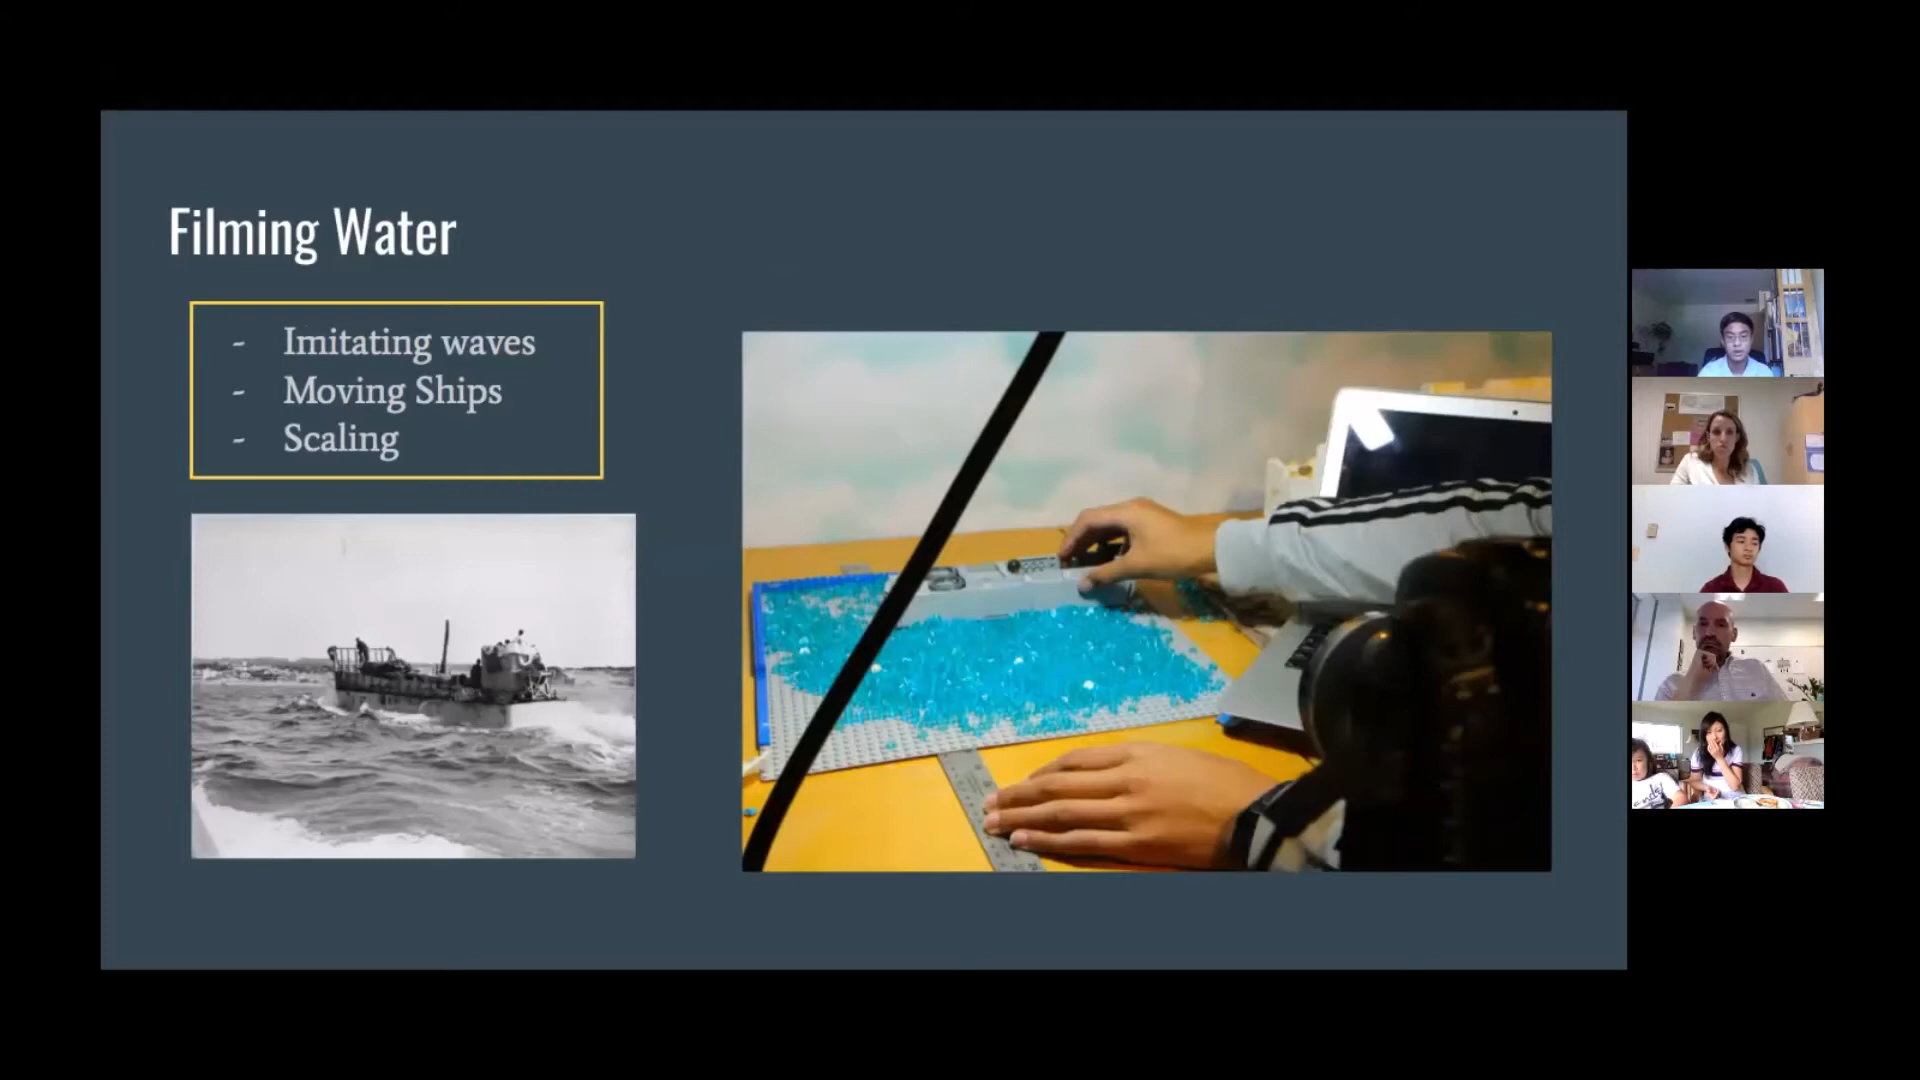 Filming Water
- Imitating waves
- Moving Ships
- Scaling